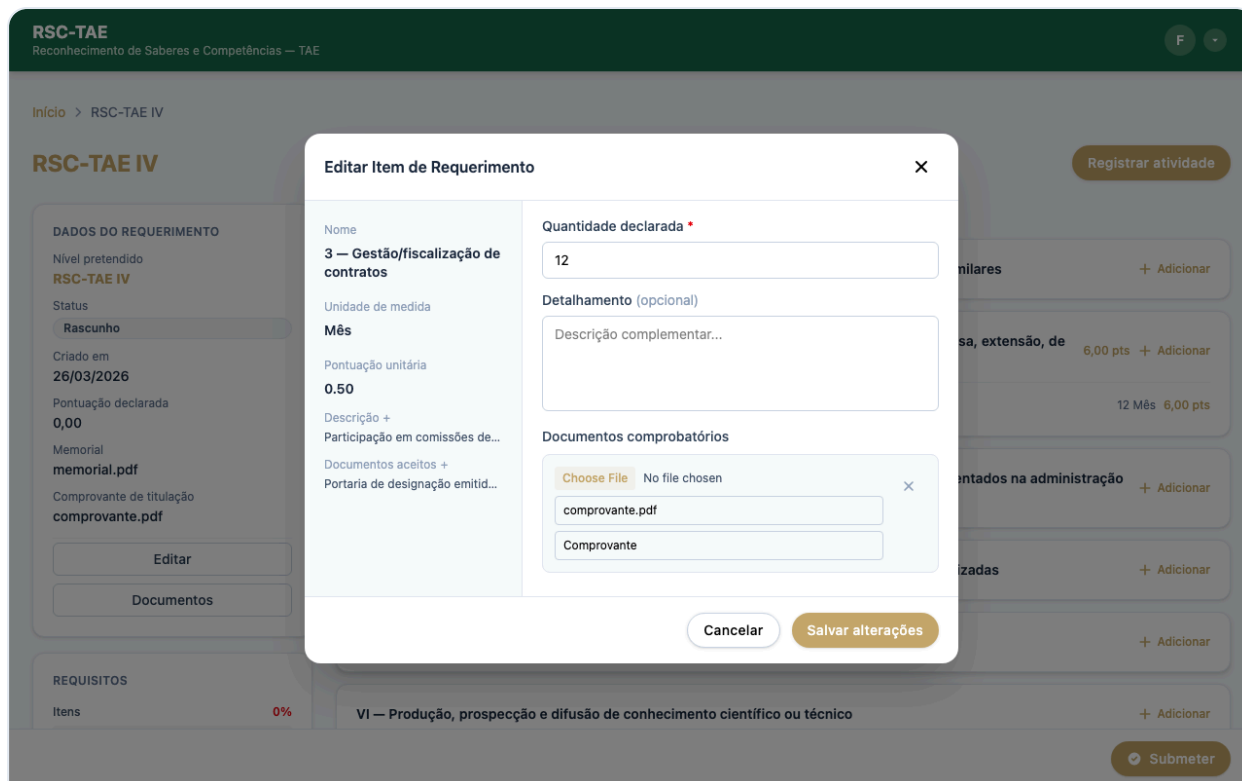 RSC-TAE
Reconhecimento de Saberes e Competências — TAE
F
Início > RSC-TAE IV
RSC-TAE IV
Registrar atividade
DADOS DO REQUERIMENTO
Nível pretendido
RSC-TAE IV
Status
Rascunho
Criado em
26/03/2026
Pontuação declarada
0,00
Memorial
memorial.pdf
Comprovante de titulação
comprovante.pdf
Editar
Documentos
REQUISITOS
Itens 0%
Editar Item de Requerimento
Nome
3 — Gestão/fiscalização de
contratos
Unidade de medida
Mês
Pontuação unitária
0.50
Descrição +
Participação em comissões de...
Documentos aceitos +
Portaria de designação emitid...
Quantidade declarada *
12
Detalhamento (opcional)
Descrição complementar...
Documentos comprobatórios
Choose File No file chosen
comprovante.pdf
Comprovante
Cancelar
Salvar alterações
milares + Adicionar
sa, extensão, de 6,00 pts + Adicionar
12 Mês 6,00 pts
entados na administração + Adicionar
izadas + Adicionar
+ Adicionar
VI — Produção, prospecção e difusão de conhecimento científico ou técnico + Adicionar
Submeter